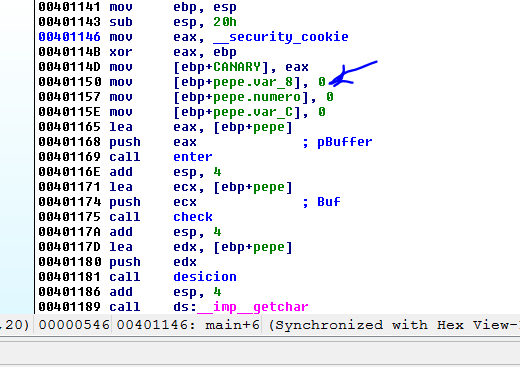 00401141 mov ebp, esp
00401143 sub esp, 20h
00401146 mov eax, __security_cookie
0040114B xor eax, ebp
0040114D mov [ebp+CANARY], eax
00401150 mov [ebp+pepe.var_8], 0
00401157 mov [ebp+pepe.numero], 0
0040115E mov [ebp+pepe.var_C], 0
00401165 lea eax, [ebp+pepe]
00401168 push eax ; pBuffer
00401169 call enter
0040116E add esp, 4
00401171 lea ecx, [ebp+pepe]
00401174 push ecx ; Buf
00401175 call check
0040117A add esp, 4
0040117D lea edx, [ebp+pepe]
00401180 push edx
00401181 call desicion
00401186 add esp, 4
00401189 call ds:__imp__getchar
,20) 00000546 00401146: main+6 (Synchronized with Hex View-